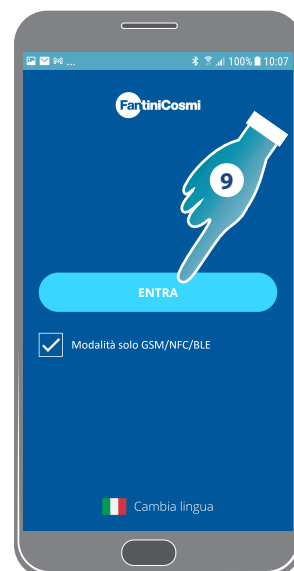 ... 100% 10:07
FantiniCosmi
9
ENTRA
Modalità solo GSM/NFC/BLE
Cambia lingua